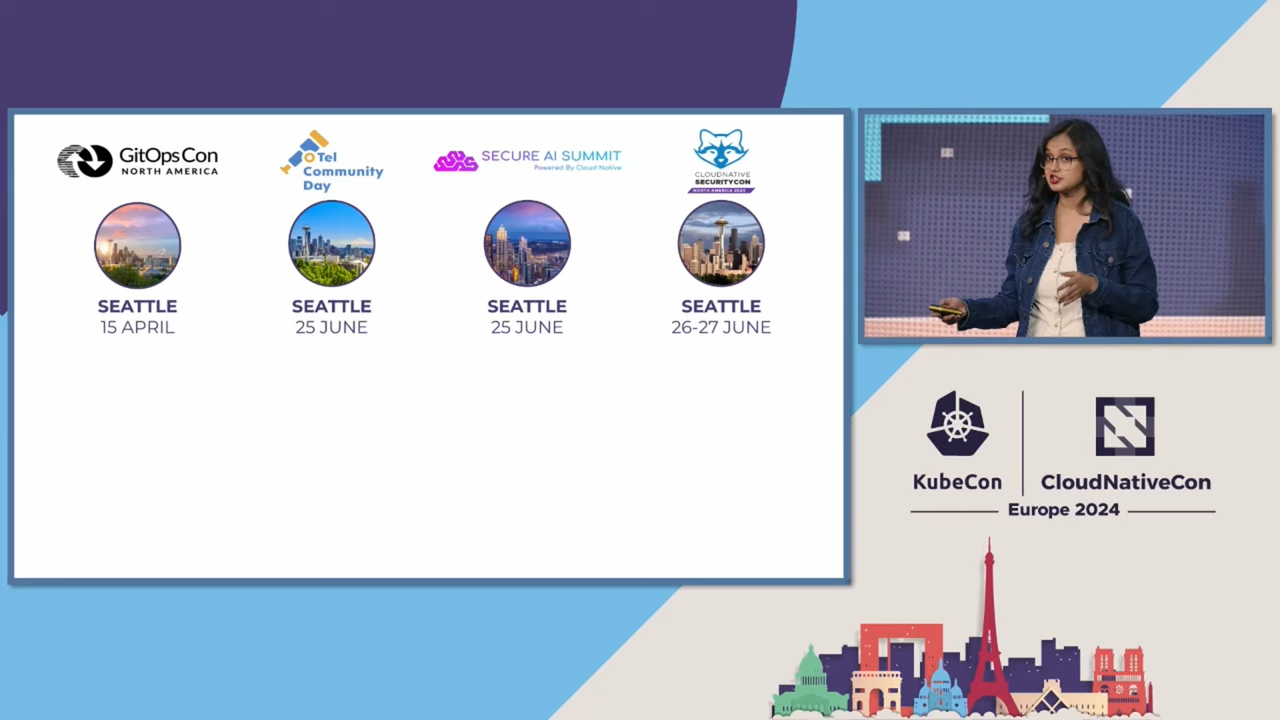 GitOpsCon
NORTH AMERICA
OTel
Community
Day
SECURE AI SUMMIT
Powered By Cloud Native
CLOUDNATIVE
SECURITYCON
NORTH AMERICA 2024
SEATTLE
15 APRIL
SEATTLE
25 JUNE
SEATTLE
25 JUNE
SEATTLE
26-27 JUNE
KubeCon
CloudNativeCon
Europe 2024